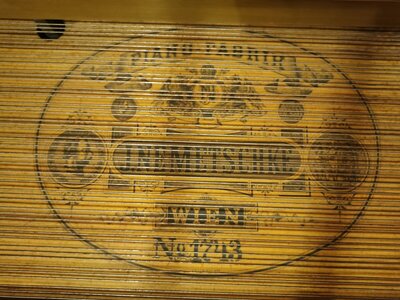 PIANO FABRIK
N
J. NEMETSCHKE
WIEN
No 1743